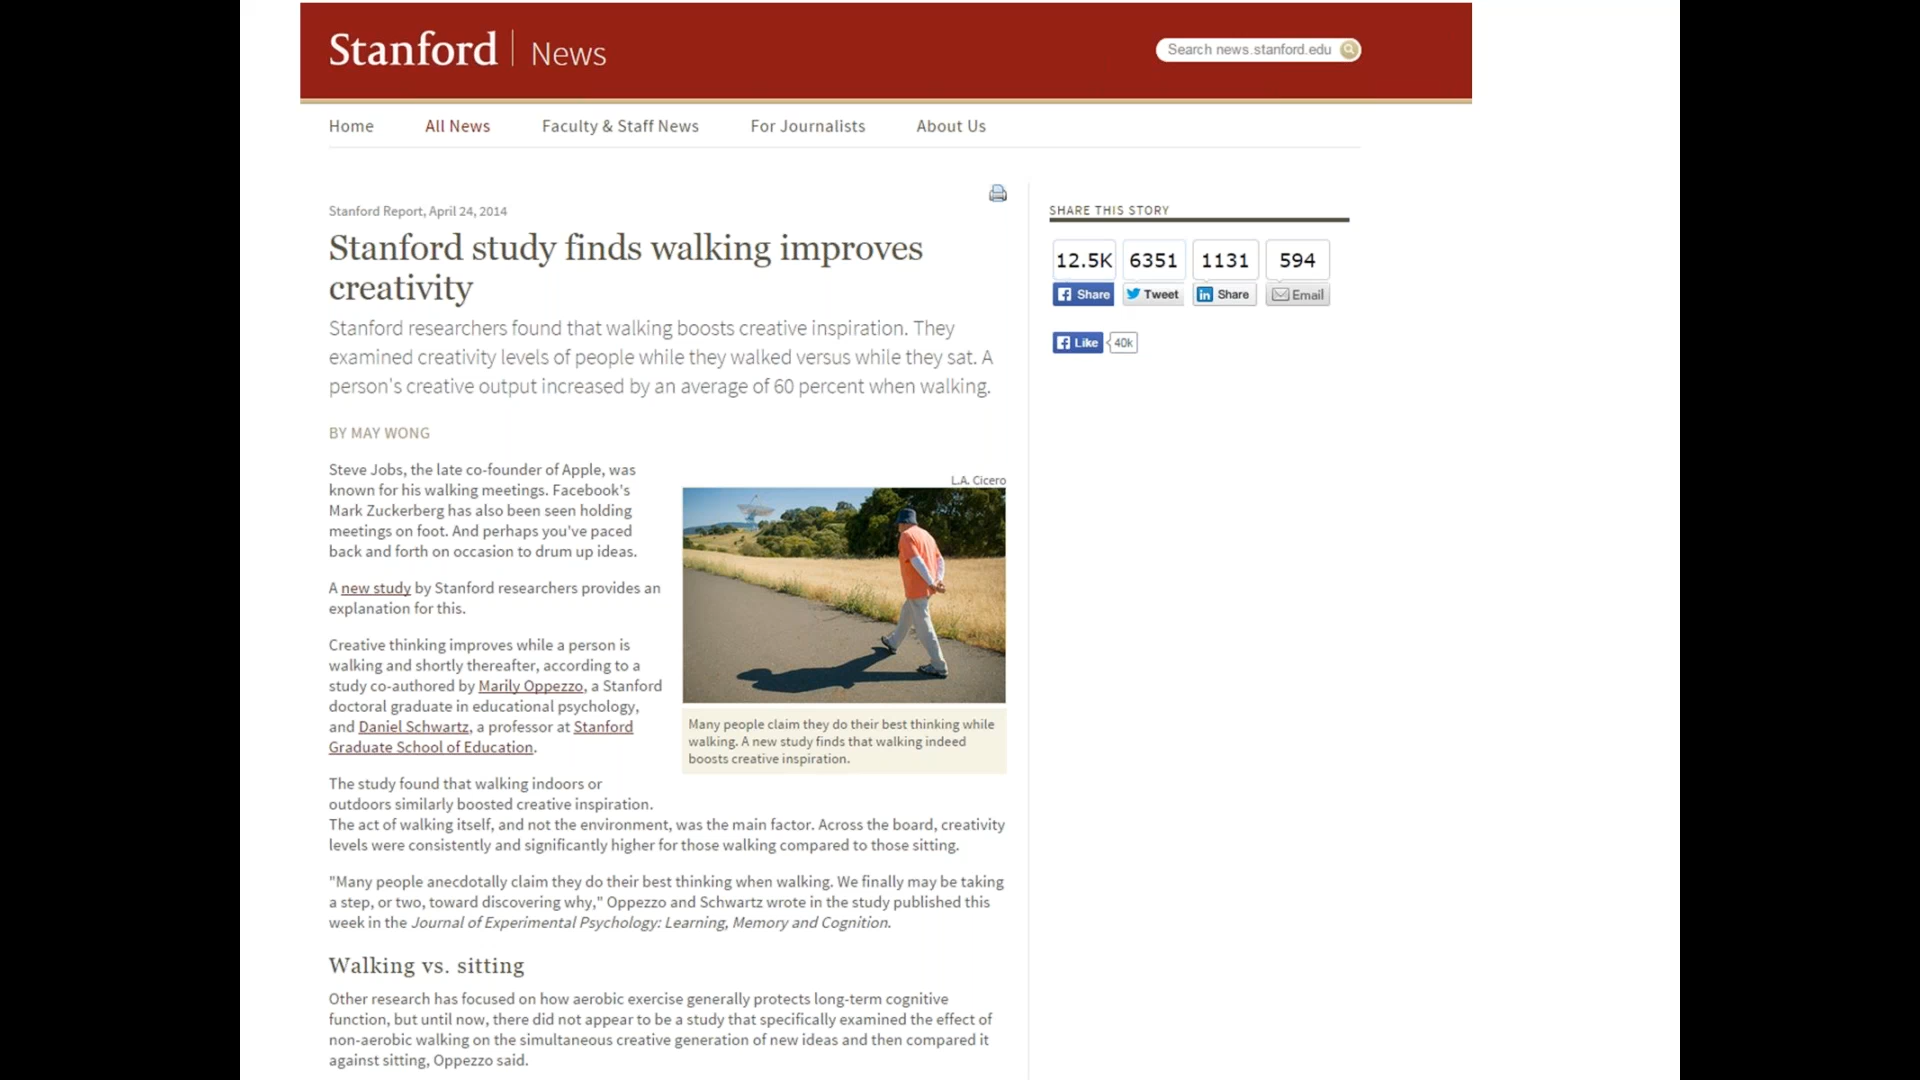 Stanford | News
Search news.stanford.edu
Home All News Faculty & Staff News For Journalists About Us
Stanford Report, April 24, 2014
Stanford study finds walking improves
creativity
Stanford researchers found that walking boosts creative inspiration. They
examined creativity levels of people while they walked versus while they sat. A
person's creative output increased by an average of 60 percent when walking.
BY MAY WONG
Steve Jobs, the late co-founder of Apple, was
known for his walking meetings. Facebook's
Mark Zuckerberg has also been seen holding
meetings on foot. And perhaps you've paced
back and forth on occasion to drum up ideas.
A new study by Stanford researchers provides an
explanation for this.
Creative thinking improves while a person is
walking and shortly thereafter, according to a
study co-authored by Marily Oppezzo, a Stanford
doctoral graduate in educational psychology,
and Daniel Schwartz, a professor at Stanford
Graduate School of Education.
L.A. Cicero
Many people claim they do their best thinking while
walking. A new study finds that walking indeed
boosts creative inspiration.
The study found that walking indoors or
outdoors similarly boosted creative inspiration.
The act of walking itself, and not the environment, was the main factor. Across the board, creativity
levels were consistently and significantly higher for those walking compared to those sitting.
"Many people anecdotally claim they do their best thinking when walking. We finally may be taking
a step, or two, toward discovering why," Oppezzo and Schwartz wrote in the study published this
week in the Journal of Experimental Psychology: Learning, Memory and Cognition.
Walking vs. sitting
Other research has focused on how aerobic exercise generally protects long-term cognitive
function, but until now, there did not appear to be a study that specifically examined the effect of
non-aerobic walking on the simultaneous creative generation of new ideas and then compared it
against sitting, Oppezzo said.
SHARE THIS STORY
12.5K 6351 1131 594
Share Tweet Share Email
Like 40k